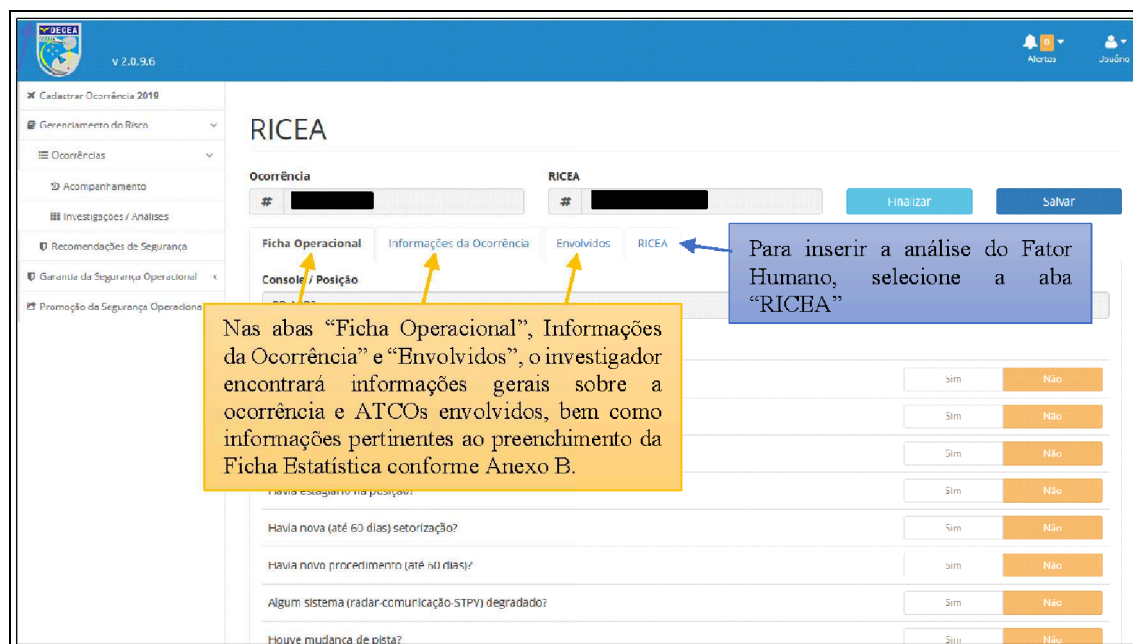 DECEA
v 2.0.9.6
0
Alertas
Usuário
Cadastrar Ocorrência 2019
Gerenciamento do Risco
Ocorrências
Acompanhamento
Investigações / Análises
Recomendações de Segurança
Garantia da Segurança Operacional
Promoção da Segurança Operaciona
RICEA
Ocorrência RICEA
# #
Finalizar Salvar
Ficha Operacional Informações da Ocorrência Envolvidos RICEA
Para inserir a análise do Fator
Humano, selecione a aba
“RICEA”
Console / Posição
Nas abas “Ficha Operacional”, Informações
da Ocorrência” e “Envolvidos”, o investigador
encontrará informações gerais sobre a
ocorrência e ATCOs envolvidos, bem como
informações pertinentes ao preenchimento da
Ficha Estatística conforme Anexo B.
Sim Não
Sim Não
Sim Não
Havia estagiário na posição? Sim Não
Havia nova (até 60 dias) setorização? Sim Não
Havia novo procedimento (até 60 dias)? Sim Não
Algum sistema (radar-comunicação-STPV) degradado? Sim Não
Houve mudança de pista? Sim Não